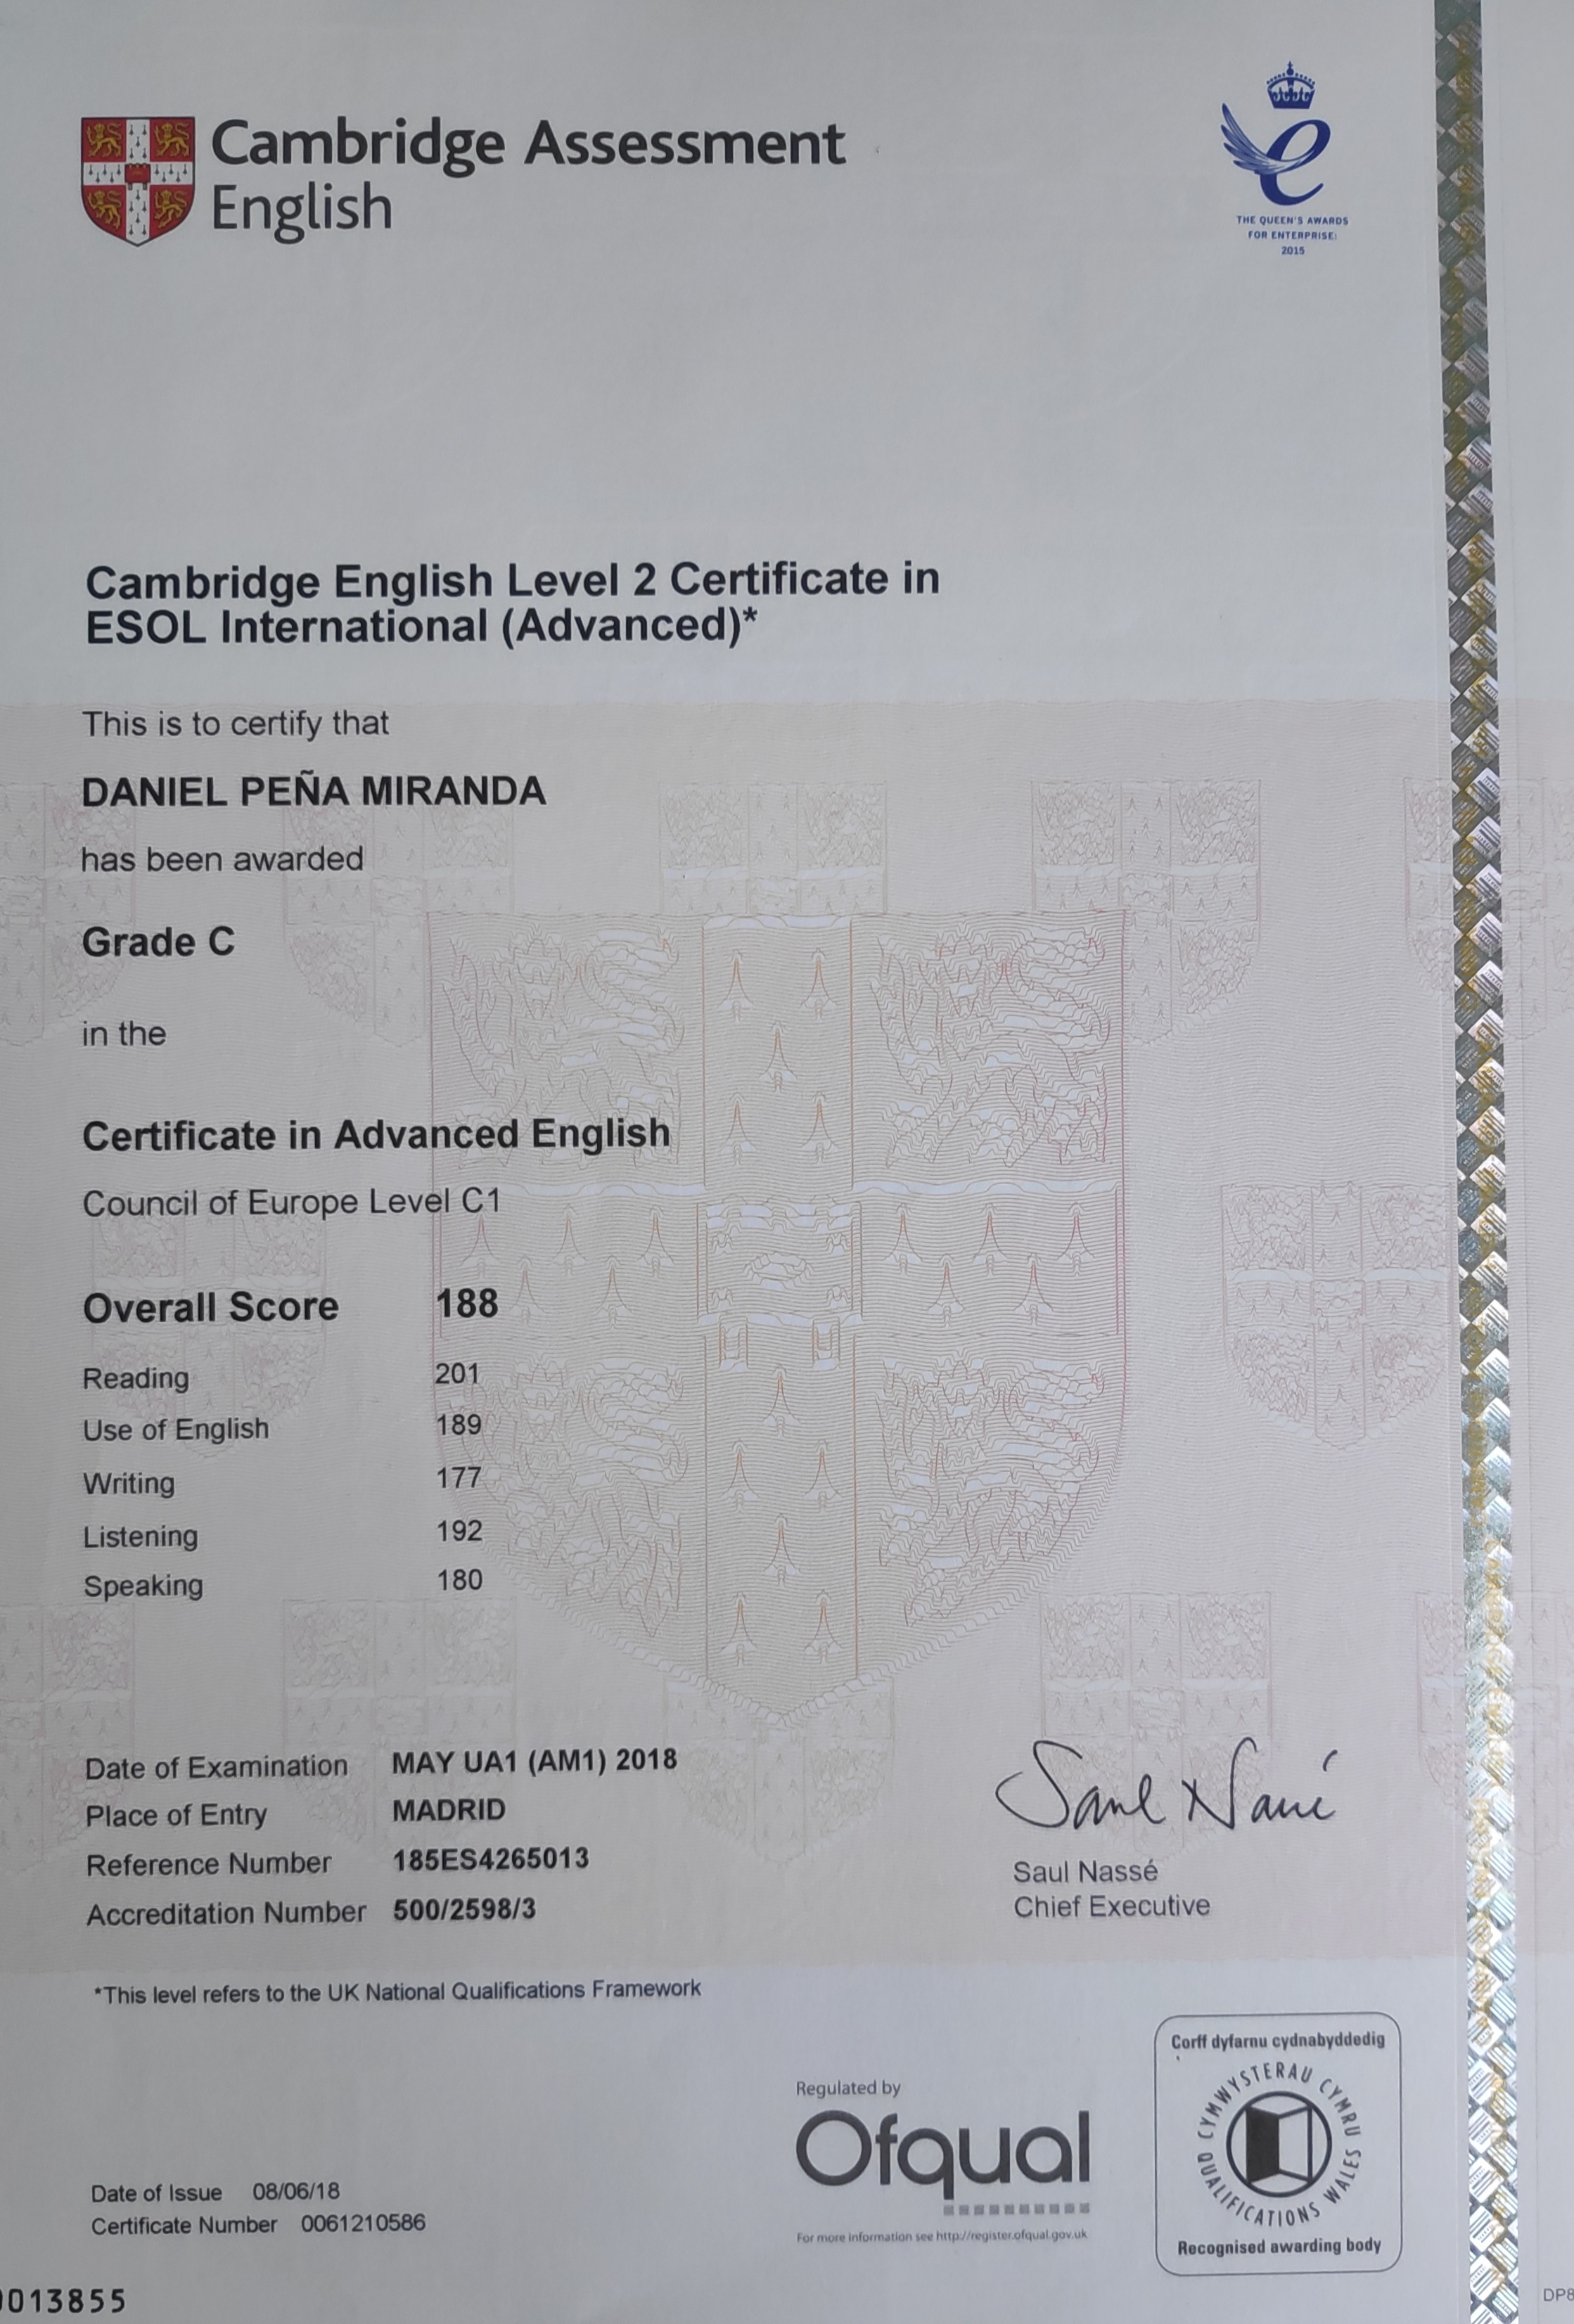 Cambridge Assessment
English
THE QUEEN'S AWARDS
FOR ENTERPRISE:
2015
Cambridge English Level 2 Certificate in
ESOL International (Advanced)*
This is to certify that
DANIEL PEÑA MIRANDA
has been awarded
Grade C
in the
Certificate in Advanced English
Council of Europe Level C1
Overall Score 188
Reading 201
Use of English 189
Writing 177
Listening 192
Speaking 180
Date of Examination MAY UA1 (AM1) 2018
Place of Entry MADRID
Reference Number 185ES4265013
Accreditation Number 500/2598/3
Saul Nassé
Saul Nassé
Chief Executive
*This level refers to the UK National Qualifications Framework
Regulated by
Ofqual
For more information see http://register.ofqual.gov.uk
Corff dyfarnu cydnabyddedig
CYMWYSTERAU CYMRU
QUALIFICATIONS WALES
Recognised awarding body
Date of Issue 08/06/18
Certificate Number 0061210586
013855
DP8